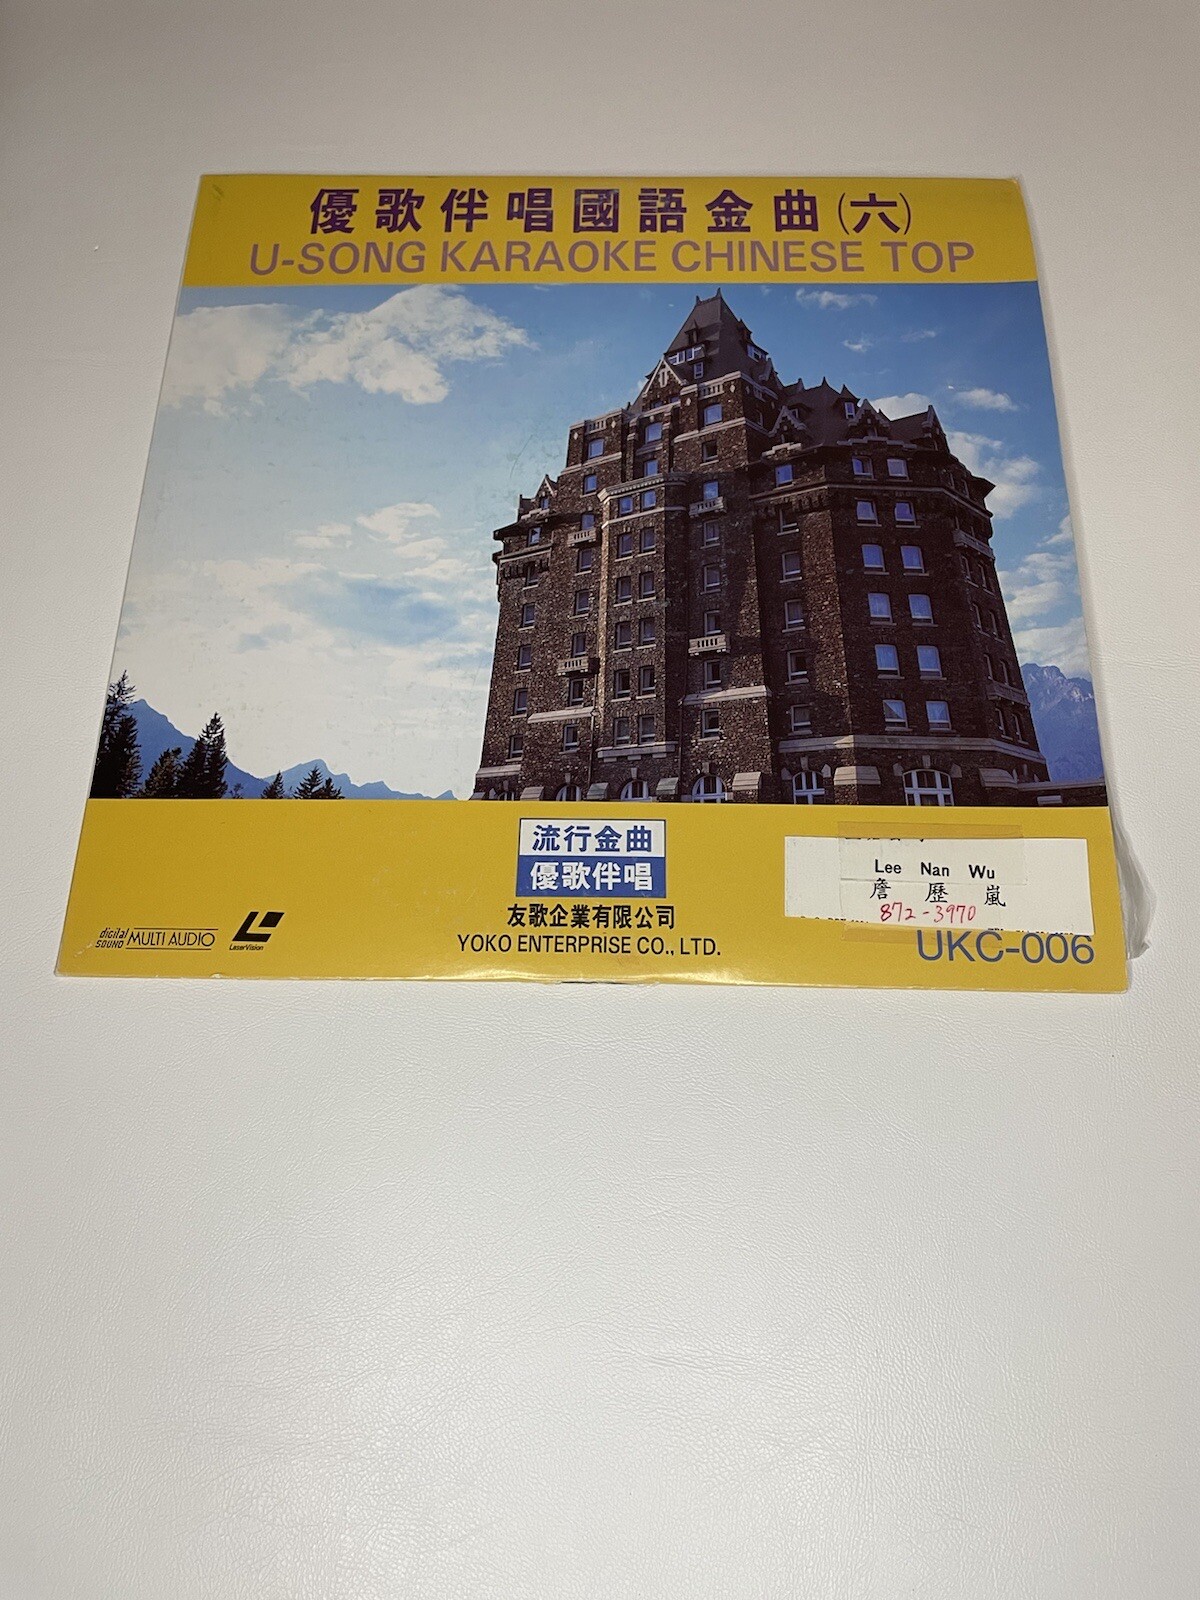 優歌伴唱國語金曲(六)
U-SONG KARAOKE CHINESE TOP
流行金曲
優歌伴唱
友歌企業有限公司
YOKO ENTERPRISE CO., LTD.
digital SOUND MULTI AUDIO
LaserVision
Lee Nan Wu
詹歷嵐
872-3970
UKC-006